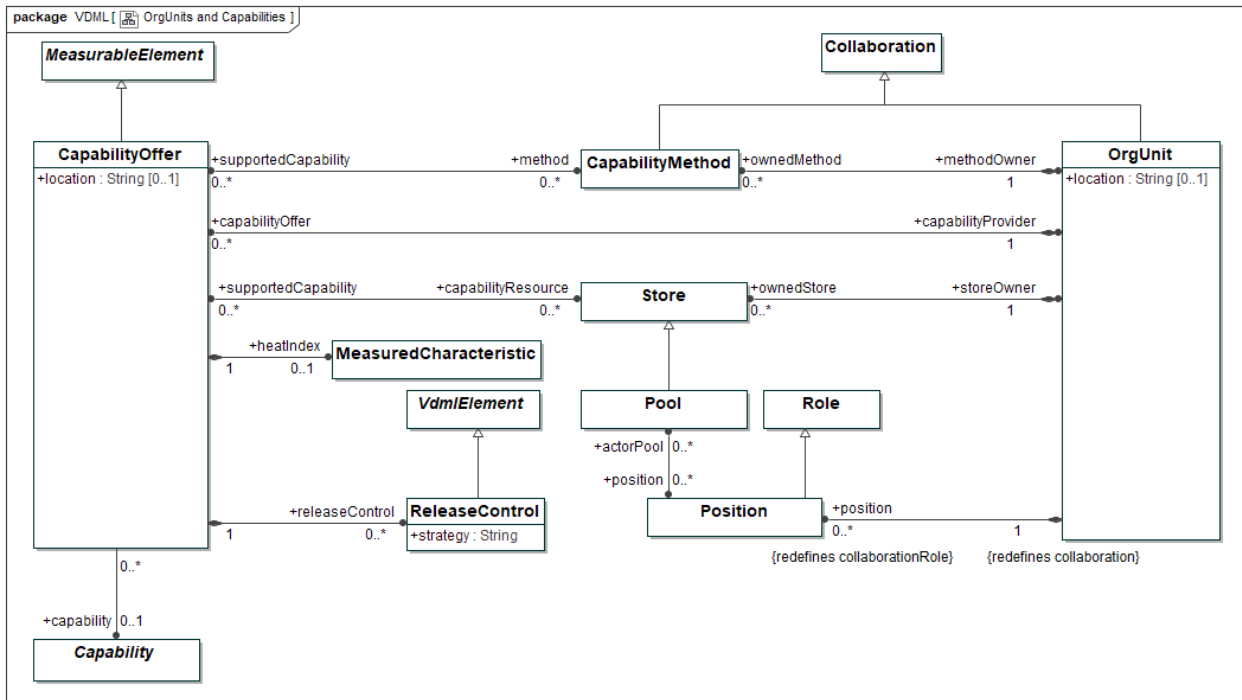 package VDML [ OrgUnits and Capabilities ]
MeasurableElement
Collaboration
CapabilityOffer
+location : String [0..1]
+supportedCapability
0..*
+method
0..*
CapabilityMethod
+ownedMethod
0..*
+methodOwner
1
OrgUnit
+location : String [0..1]
+capabilityOffer
0..*
+capabilityProvider
1
+supportedCapability
0..*
+capabilityResource
0..*
Store
+ownedStore
0..*
+storeOwner
1
+heatIndex
1
0..1
MeasuredCharacteristic
VdmlElement
Pool
Role
+actorPool 0..*
+position 0..*
+releaseControl
1
0..*
ReleaseControl
+strategy : String
Position
+position
0..*
1
{redefines collaborationRole}
{redefines collaboration}
0..*
+capability 0..1
Capability